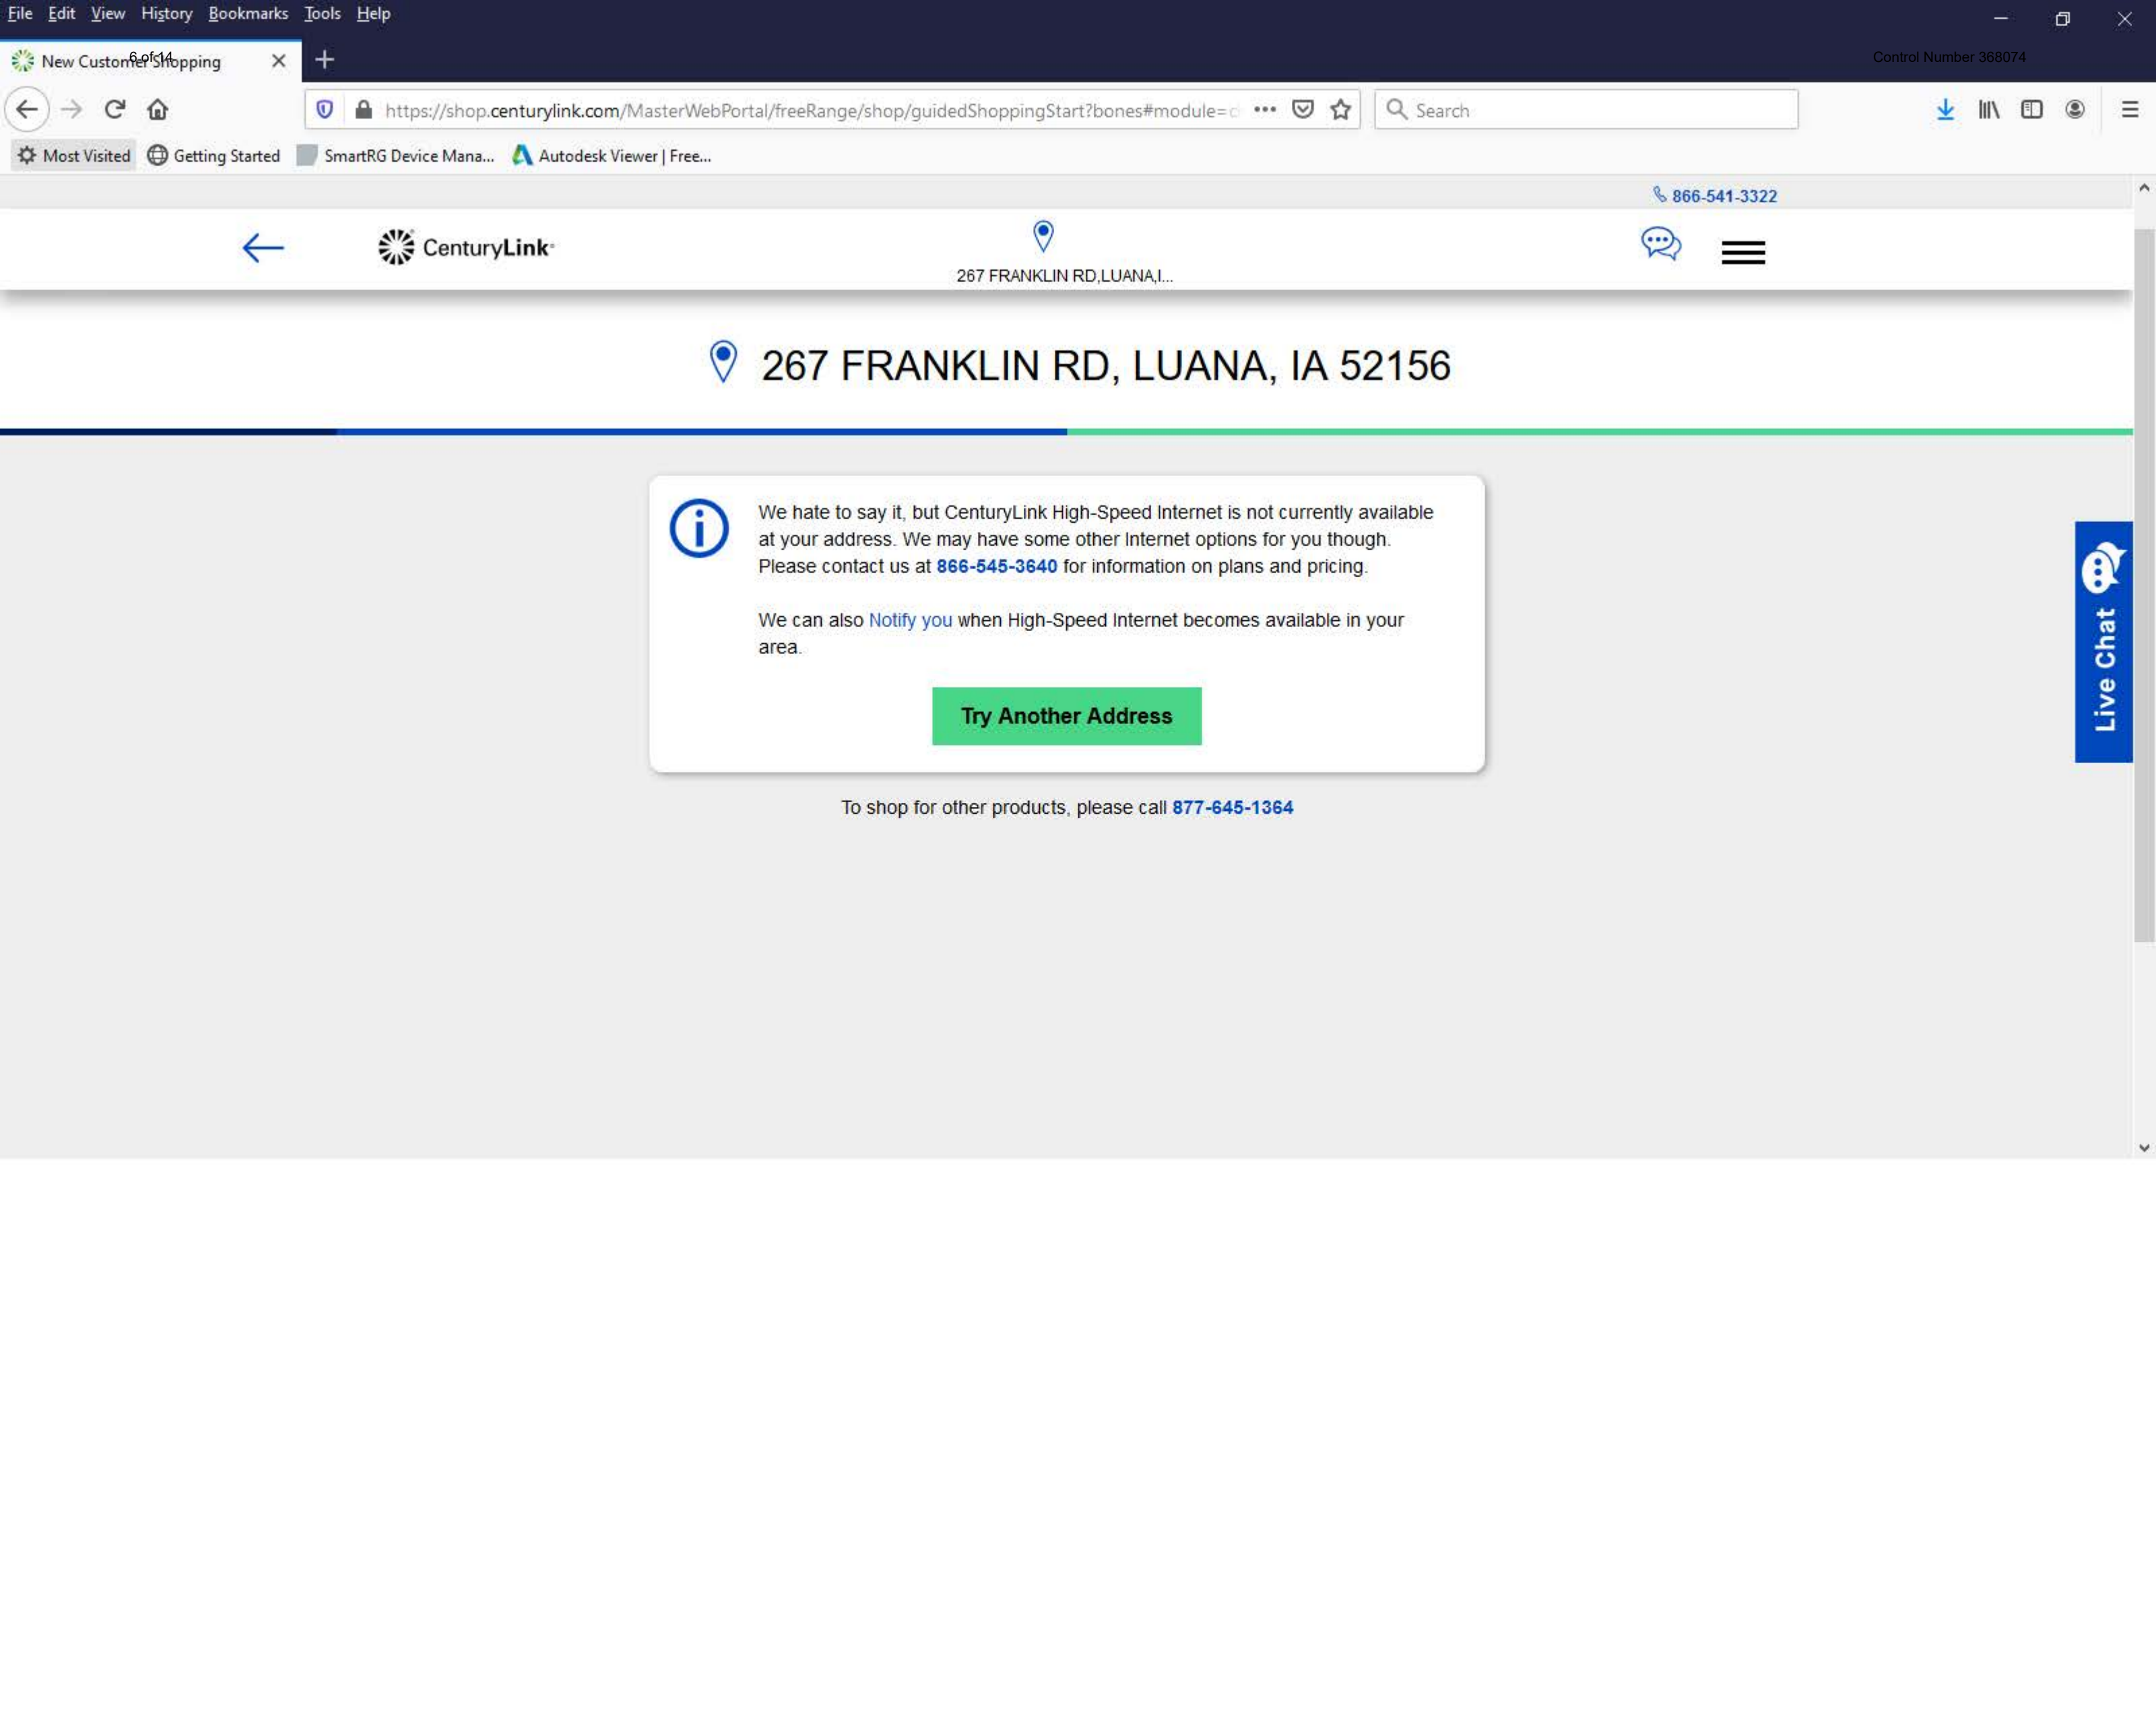 File Edit View History Bookmarks Tools Help
New Customer Shopping
6 of 14
Control Number 368074
https://shop.centurylink.com/MasterWebPortal/freeRange/shop/guidedShoppingStart?bones#module=
Search
Most Visited Getting Started SmartRG Device Mana... Autodesk Viewer | Free...
866-541-3322
CenturyLink
267 FRANKLIN RD,LUANA,I...
267 FRANKLIN RD, LUANA, IA 52156
We hate to say it, but CenturyLink High-Speed Internet is not currently available
at your address. We may have some other Internet options for you though.
Please contact us at 866-545-3640 for information on plans and pricing.
We can also Notify you when High-Speed Internet becomes available in your
area.
Try Another Address
Live Chat
To shop for other products, please call 877-645-1364